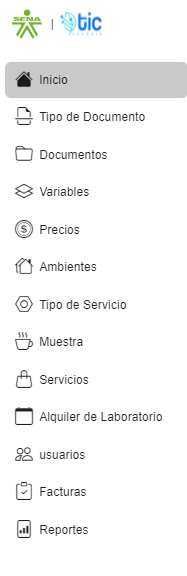 SENA | tic
Inicio
Tipo de Documento
Documentos
Variables
Precios
Ambientes
Tipo de Servicio
Muestra
Servicios
Alquiler de Laboratorio
usuarios
Facturas
Reportes